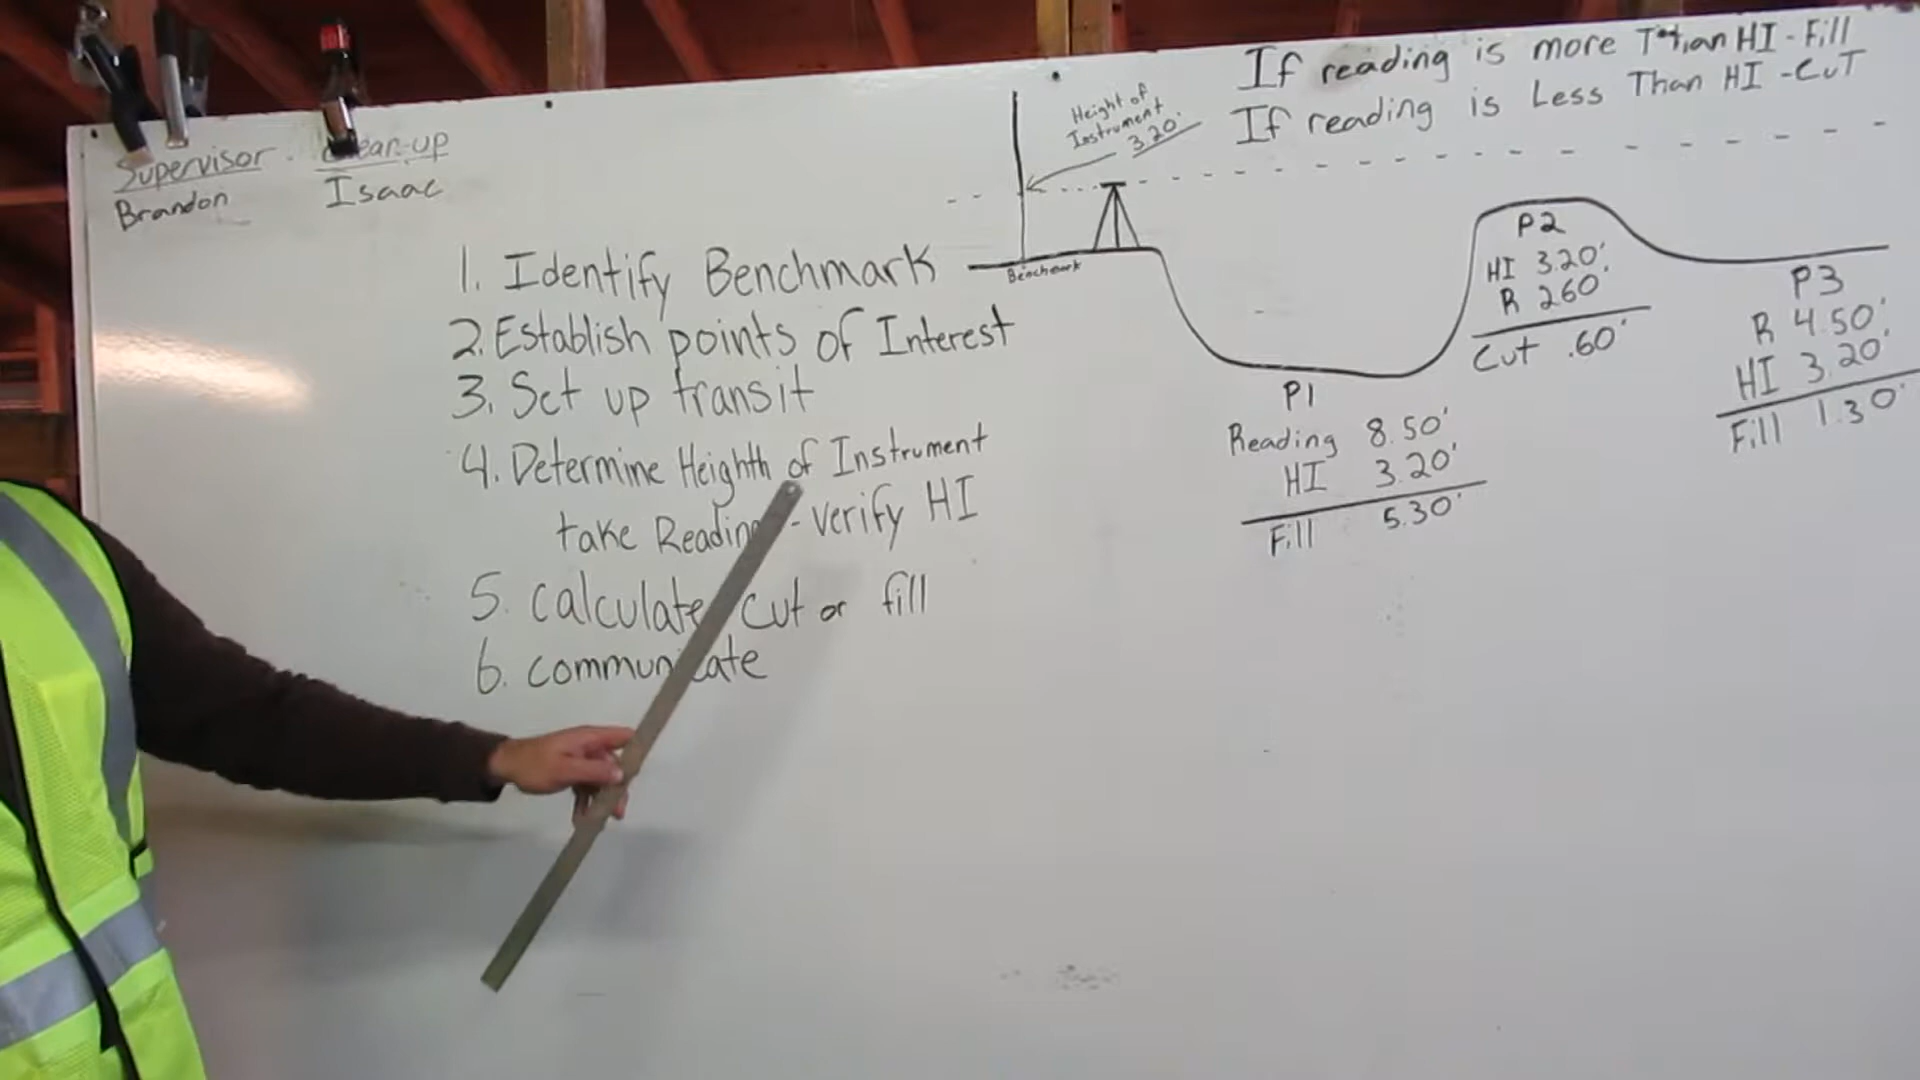 Supervisor
Brandon
Clean-up
Isaac
1. Identify Benchmark
2. Establish points of Interest
3. Set up transit
4. Determine Heighth of Instrument
take Reading - verify HI
5. calculate cut or fill
6. communicate
If reading is more Than HI - Fill
If reading is Less Than HI - CuT
Height of
Instrument
3.20'
Benchmark
P1
Reading 8.50'
HI 3.20'
Fill 5.30'
P2
HI 3.20'
R 260'
Cut .60'
P3
R 4.50'
HI 3.20'
Fill 1.30'